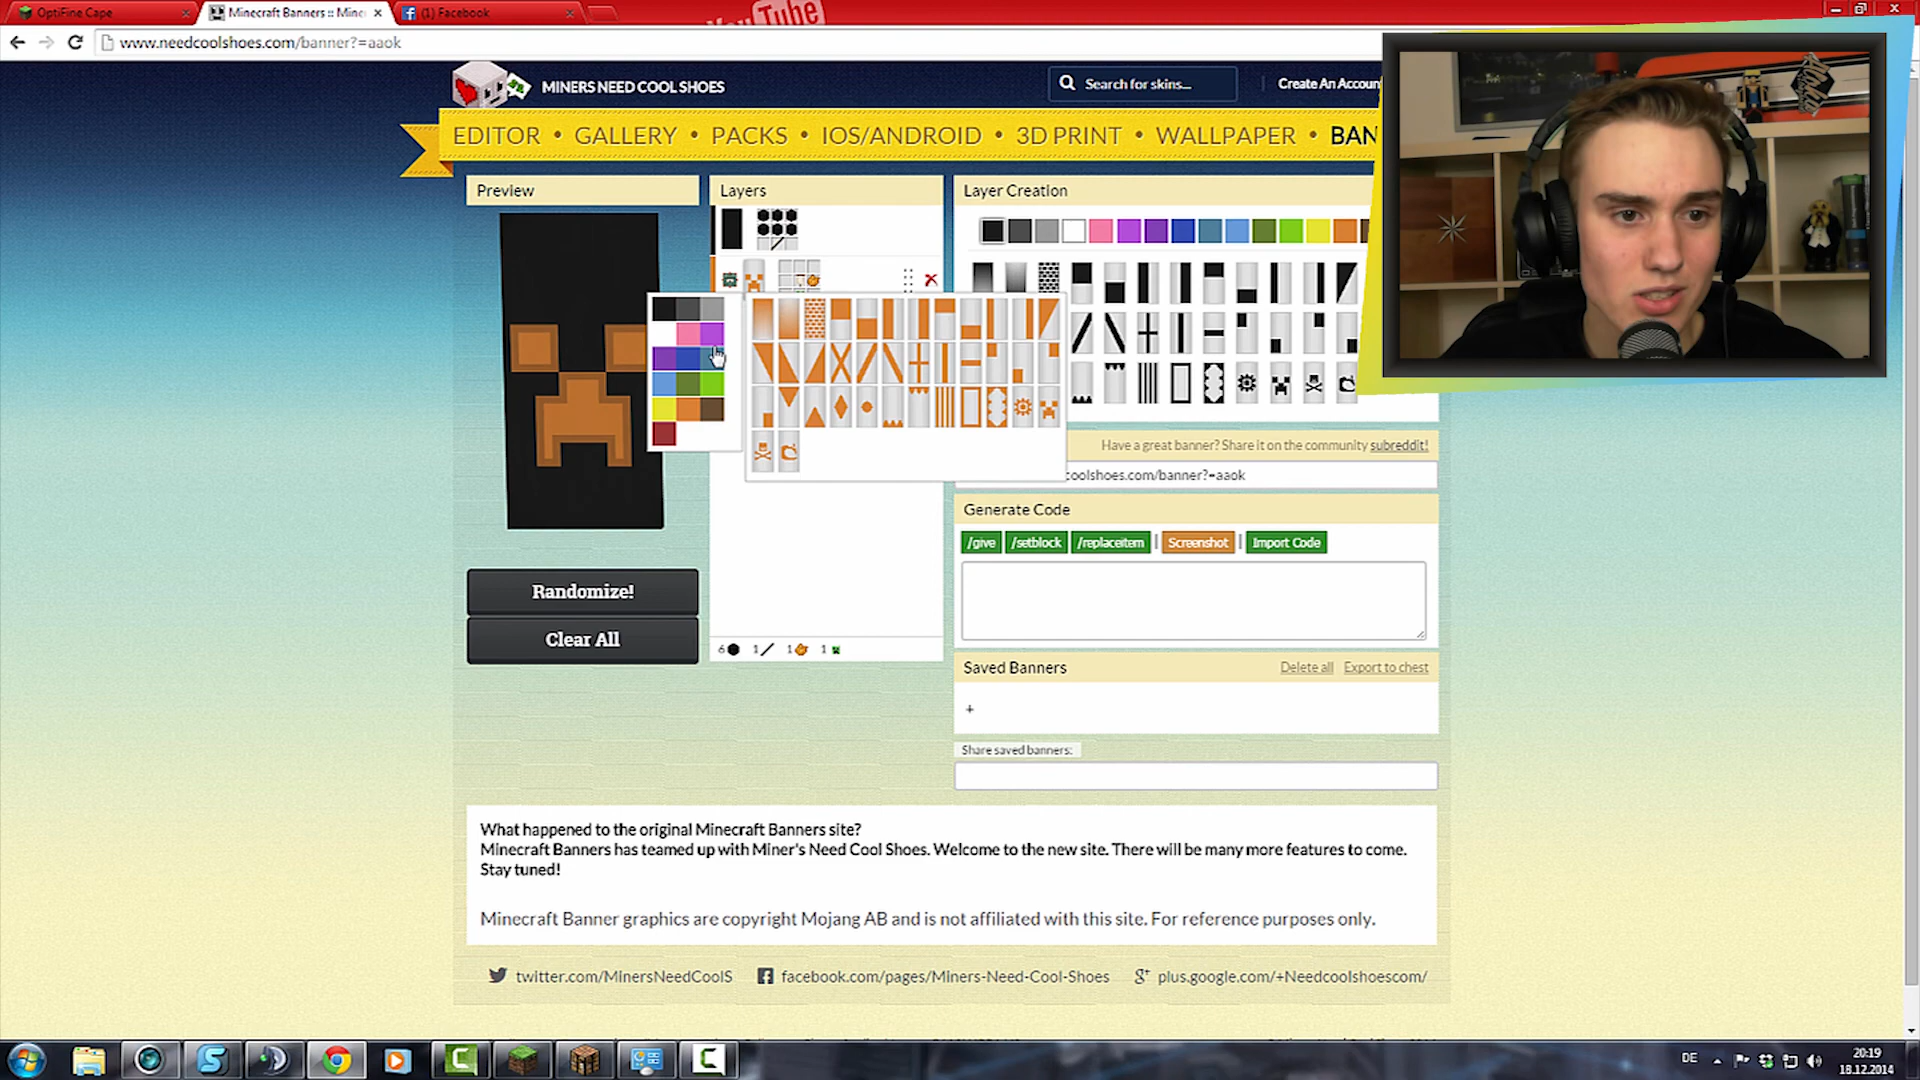 OptiFine Cape
Minecraft Banners :: Mine
(1) Facebook
You Tube
www.needcoolshoes.com/banner?=aaok
MINERS NEED COOL SHOES
Search for skins...
Create An Accoun
EDITOR • GALLERY • PACKS • IOS/ANDROID • 3D PRINT • WALLPAPER • BAN
Preview
Layers
Layer Creation
Have a great banner? Share it on the community subreddit!
coolshoes.com/banner?=aaok
Generate Code
/give
/setblock
/replaceitem
Screenshot
Import Code
Randomize!
Clear All
6 1 1 1
Saved Banners
Delete all
Export to chest
+
Share saved banners:
What happened to the original Minecraft Banners site?
Minecraft Banners has teamed up with Miner's Need Cool Shoes. Welcome to the new site. There will be many more features to come.
Stay tuned!
Minecraft Banner graphics are copyright Mojang AB and is not affiliated with this site. For reference purposes only.
twitter.com/MinersNeedCoolS
facebook.com/pages/Miners-Need-Cool-Shoes
plus.google.com/+Needcoolshoescom/
DE
20:19
18.12.2014